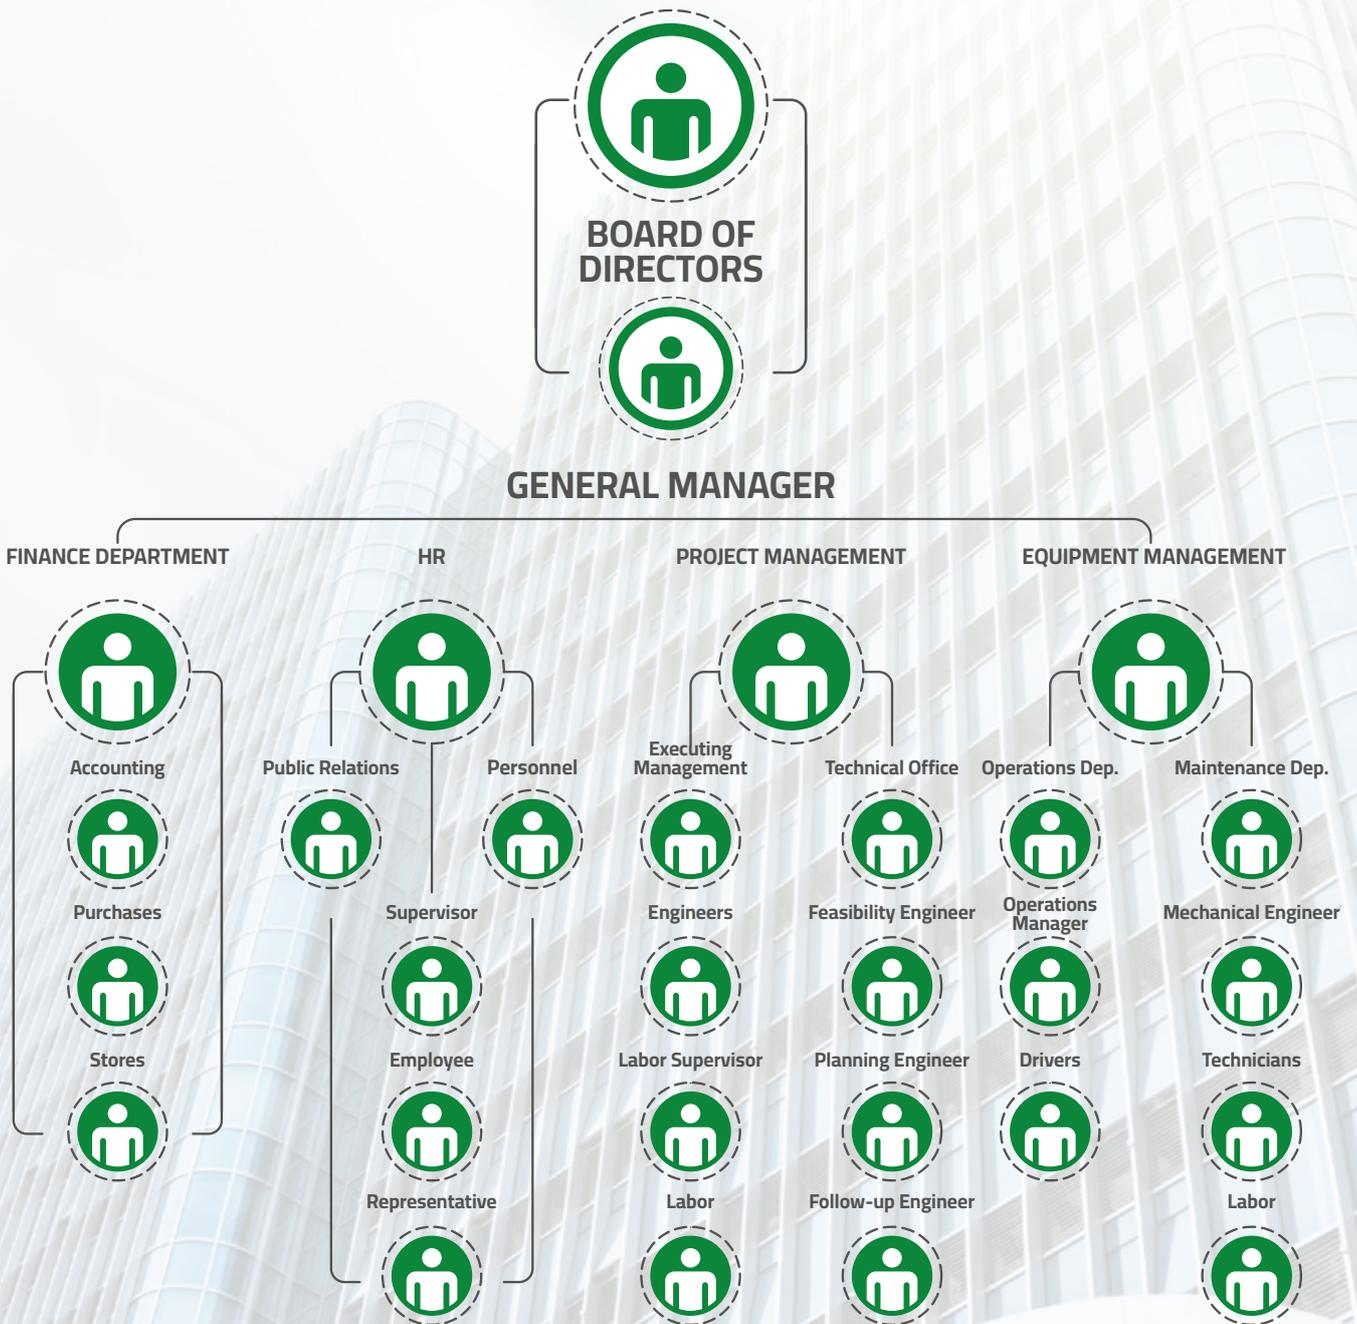 BOARD OF
DIRECTORS
GENERAL MANAGER
FINANCE DEPARTMENT
HR
PROJECT MANAGEMENT
EQUIPMENT MANAGEMENT
Accounting
Public Relations
Personnel
Executing
Management
Technical Office
Operations Dep.
Maintenance Dep.
Purchases
Supervisor
Engineers
Feasibility Engineer
Operations
Manager
Mechanical Engineer
Stores
Employee
Labor Supervisor
Planning Engineer
Drivers
Technicians
Representative
Labor
Follow-up Engineer
Labor